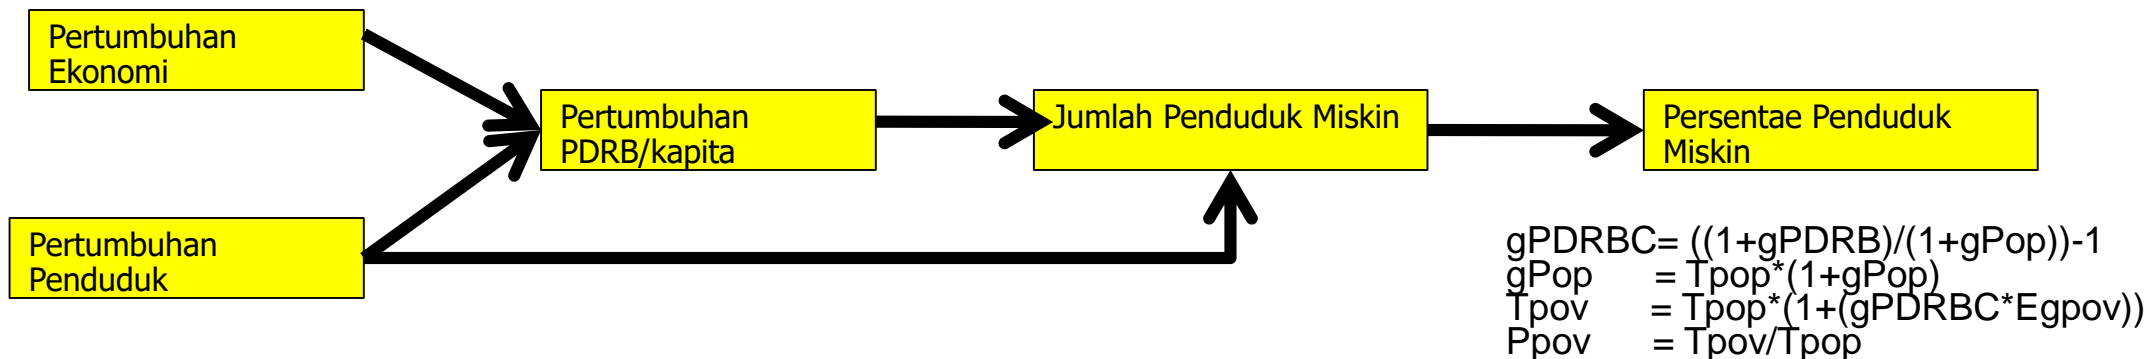 Pertumbuhan
Ekonomi
Pertumbuhan
PDRB/kapita
Jumlah Penduduk Miskin
Persentae Penduduk
Miskin
Pertumbuhan
Penduduk
gPDRBC= ((1+gPDRB)/(1+gPop))-1
gPop = Tpop*(1+gPop)
Tpov = Tpop*(1+(gPDRBC*Egpov))
Ppov = Tpov/Tpop